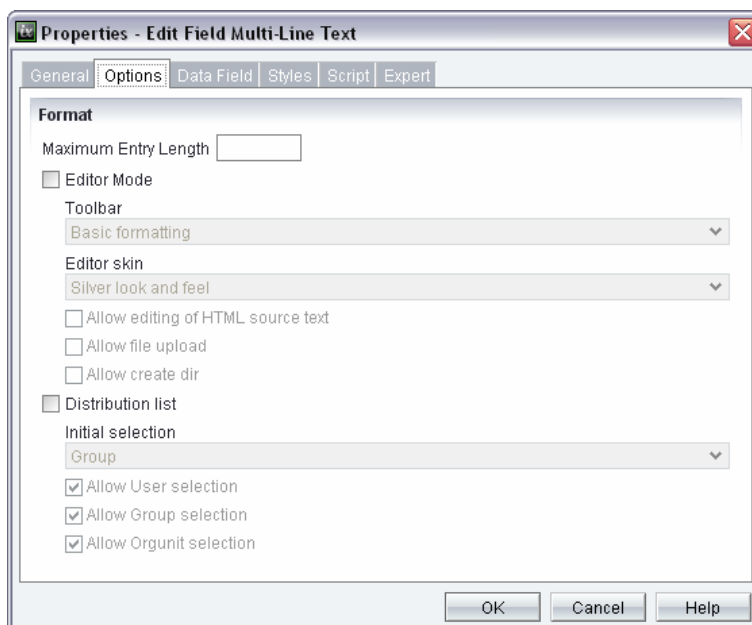 ix Properties - Edit Field Multi-Line Text
General Options Data Field Styles Script Expert
Format
Maximum Entry Length
Editor Mode
Toolbar
Basic formatting
Editor skin
Silver look and feel
Allow editing of HTML source text
Allow file upload
Allow create dir
Distribution list
Initial selection
Group
Allow User selection
Allow Group selection
Allow Orgunit selection
OK Cancel Help